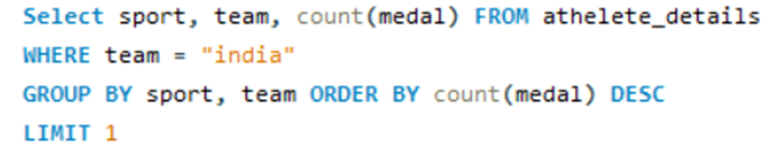 Select sport, team, count(medal) FROM athelete_details
WHERE team = "india"
GROUP BY sport, team ORDER BY count(medal) DESC
LIMIT 1